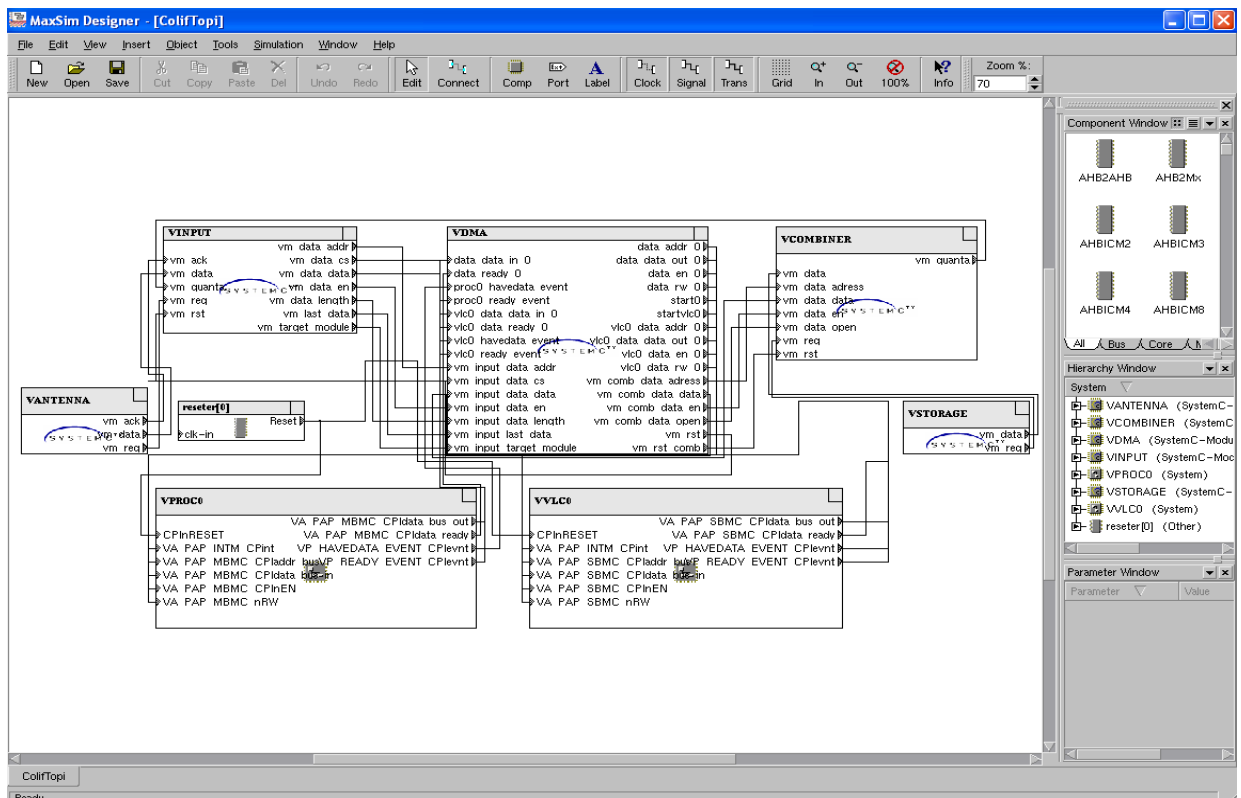 MaxSim Designer - [ColifTopi]
File Edit View Insert Object Tools Simulation Window Help
New Open Save Cut Copy Paste Del Undo Redo Edit Connect Comp Port Label Clock Signal Trans Grid In Out 100% Info
Zoom %:
70
Component Window
AHB2AHB AHB2Mx
AHBICM2 AHBICM3
AHBICM4 AHBICM8
All Bus Core
Hierarchy Window
System
VANTENNA (SystemC-
VCOMBINER (SystemC
VDMA (SystemC-Modu
VINPUT (SystemC-Moc
VPROC0 (System)
VSTORAGE (SystemC-
VVLC0 (System)
reseter[0] (Other)
Parameter Window
Parameter Value
VINPUT
vm data addr
vm ack
vm data cs
vm data
vm data data
vm quanta
vm data en
vm req
vm data length
vm rst
vm last data
vm target module
SYSTEMC
VDMA
data addr 0
data data in 0
data data out 0
data ready 0
data en 0
proc0 havedata event
data rw 0
proc0 ready event
start0
vlc0 data data in 0
startvlc0
vlc0 data ready 0
vlc0 data addr 0
vlc0 havedata event
vlc0 data data out 0
vlc0 ready event
vlc0 data en 0
vm input data addr
vlc0 data rw 0
vm input data cs
vm comb data adress
vm input data data
vm comb data data
vm input data en
vm comb data en
vm input data length
vm comb data open
vm input last data
vm rst
vm input target module
vm rst comb
SYSTEMC
VCOMBINER
vm quanta
vm data
vm data adress
vm data data
vm data en
vm data open
vm req
vm rst
SYSTEMC
VANTENNA
vm ack
vm data
vm req
SYSTEMC
reseter[0]
Reset
clk-in
VSTORAGE
vm data
vm req
SYSTEMC
VPROC0
VA PAP MBMC CPIdata bus out
CPInRESET
VA PAP MBMC CPIdata ready
VA PAP INTM CPint
VP HAVEDATA EVENT CPIevnt
VA PAP MBMC CPIaddr bus
VP READY EVENT CPIevnt
VA PAP MBMC CPIdata bus-in
VA PAP MBMC CPInEN
VA PAP MBMC nRW
VVLC0
VA PAP SBMC CPIdata bus out
CPInRESET
VA PAP SBMC CPIdata ready
VA PAP INTM CPint
VP HAVEDATA EVENT CPIevnt
VA PAP SBMC CPIaddr bus
VP READY EVENT CPIevnt
VA PAP SBMC CPIdata bus-in
VA PAP SBMC CPInEN
VA PAP SBMC nRW
ColifTopi
Ready